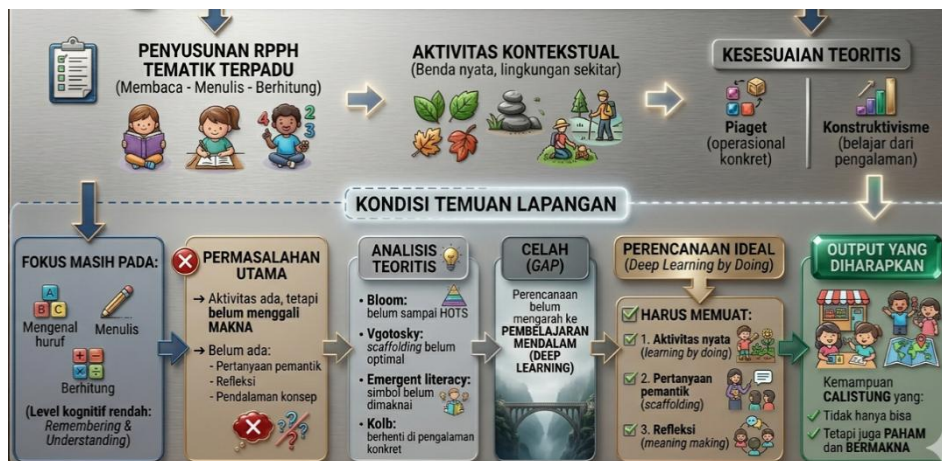 PENYUSUNAN RPPH
TEMATIK TERPADU
(Membaca - Menulis - Berhitung)
4 2
3
AKTIVITAS KONTEKSTUAL
(Benda nyata, lingkungan sekitar)
KESESUAIAN TEORITIS
Piaget
(operasional
konkret)
Konstruktivisme
(belajar dari
pengalaman)
KONDISI TEMUAN LAPANGAN
FOKUS MASIH PADA:
A
B C
Mengenal
huruf
Menulis
Berhitung
(Level kognitif rendah:
Remembering &
Understanding)
PERMASALAHAN
UTAMA
→ Aktivitas ada, tetapi
belum menggali
MAKNA
→ Belum ada:
- Pertanyaan pemantik
- Refleksi
- Pendalaman konsep
ANALISIS
TEORITIS
• Bloom:
belum sampai HOTS
• Vgotosky:
scaffolding belum
optimal
• Emergent literacy:
simbol belum
dimaknai
• Kolb:
berhenti di pengalaman
konkret
CELAH
(GAP)
Perencanaan
belum
mengarah ke
PEMBELAJARAN
MENDALAM (DEEP
LEARNING)
PERENCANAAN IDEAL
(Deep Learning by Doing)
HARUS MEMUAT:
1. Aktivitas nyata
(learning by doing)
2. Pertanyaan
pemantik
(scaffolding)
3. Refleksi
(meaning making)
OUTPUT YANG
DIHARAPKAN
Kemampuan
CALISTUNG yang:
✓ Tidak hanya bisa
✓ Tetapi juga PAHAM
dan BERMAKNA